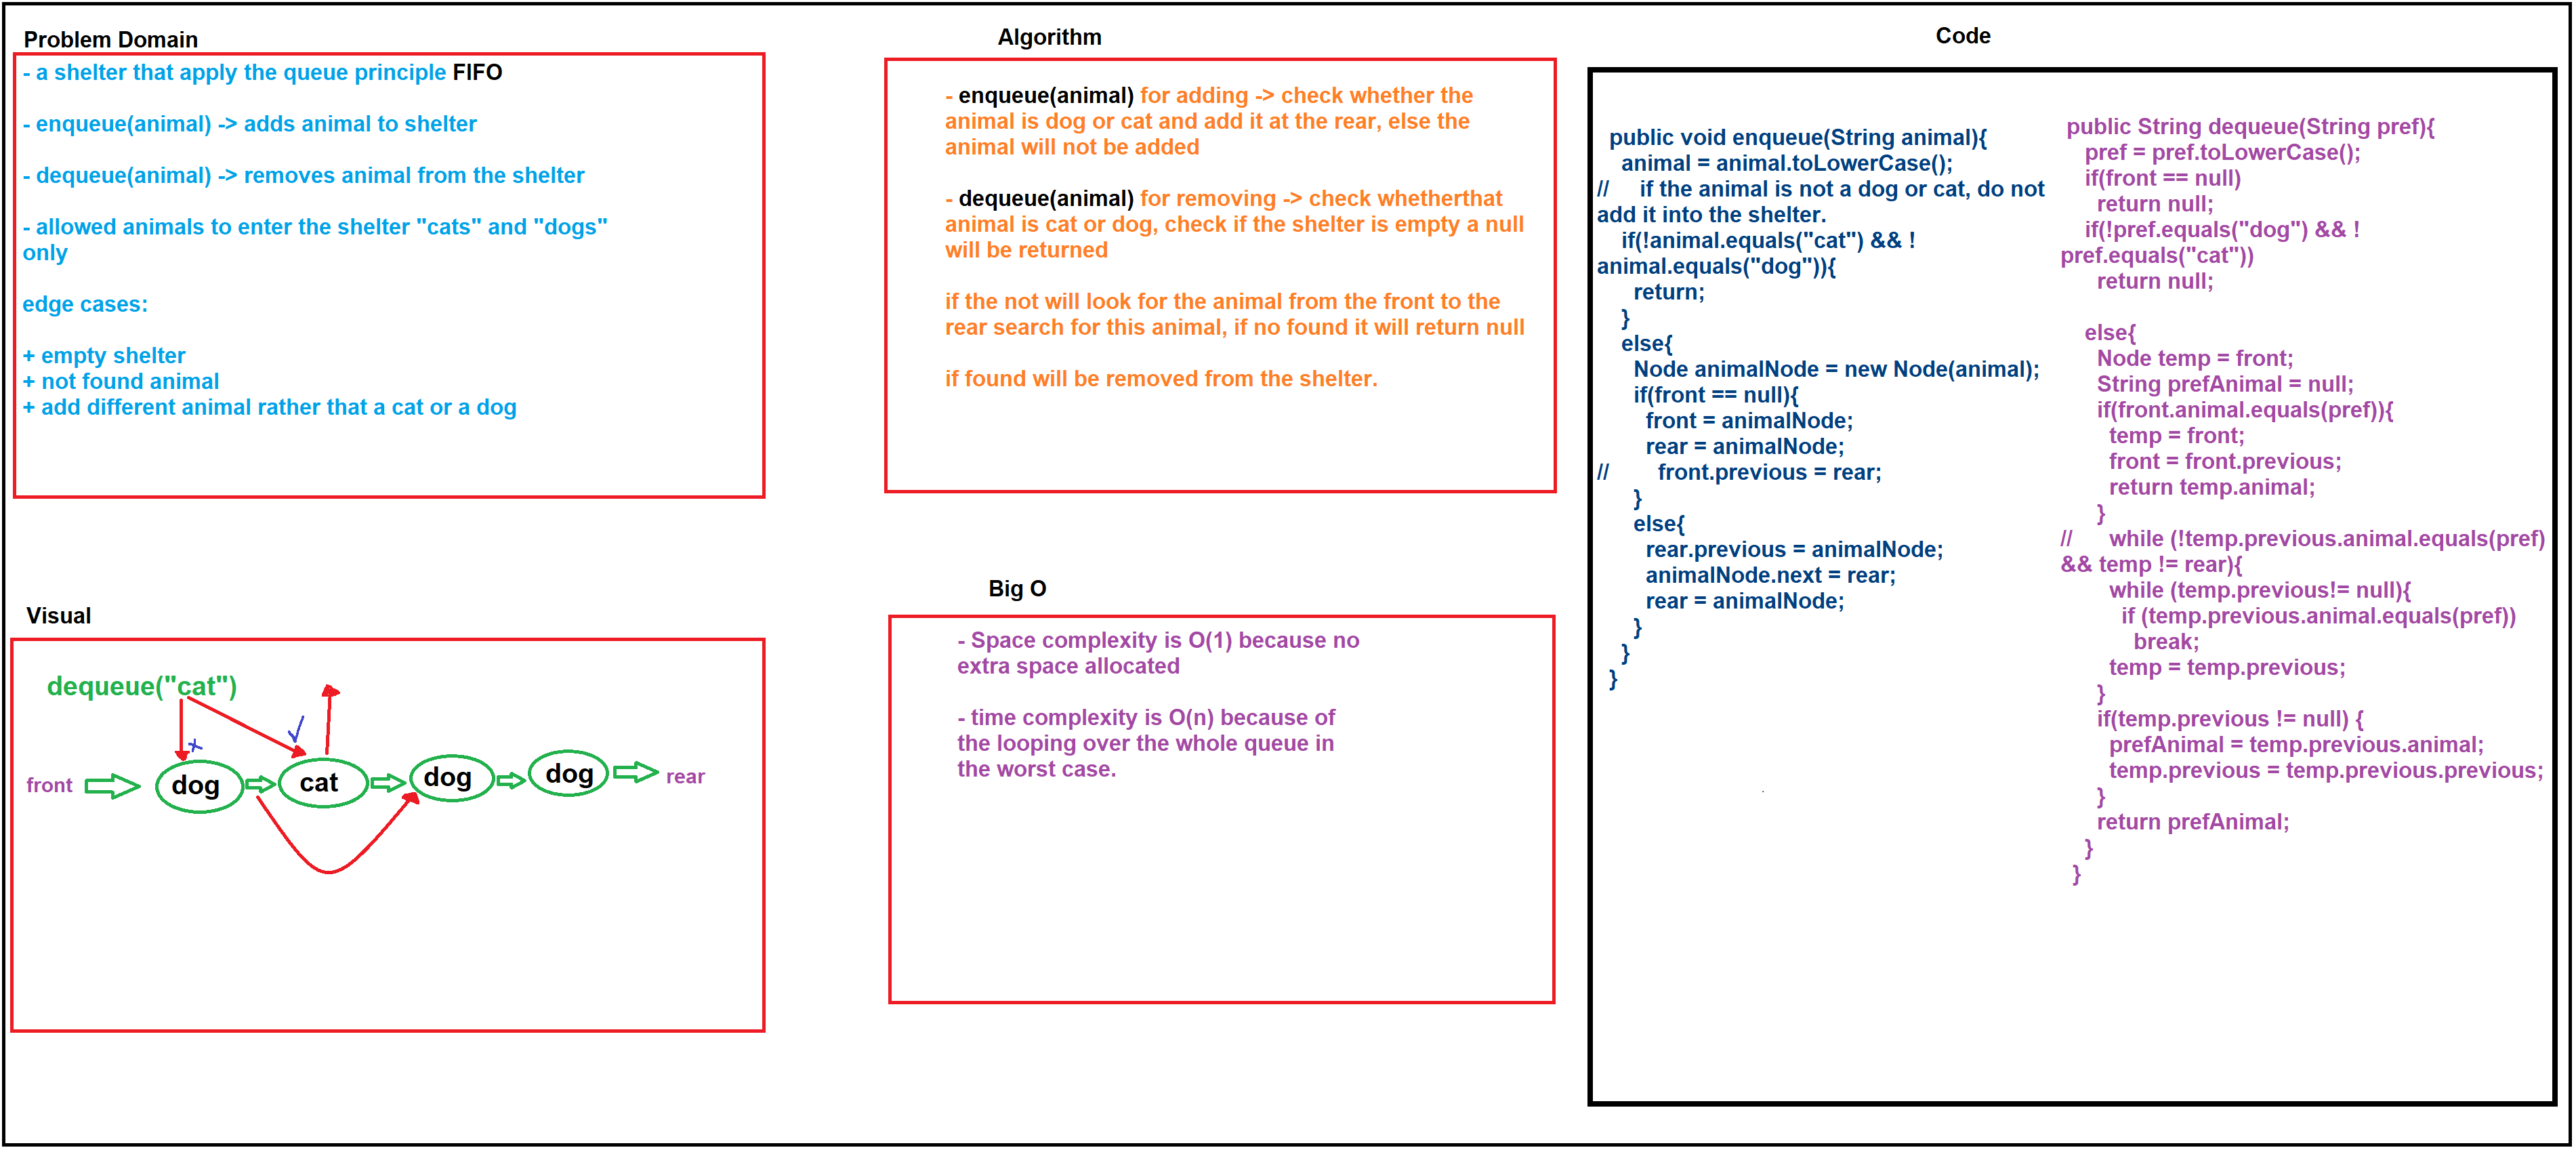 Problem Domain
- a shelter that apply the queue principle FIFO
- enqueue(animal) -> adds animal to shelter
- dequeue(animal) -> removes animal from the shelter
- allowed animals to enter the shelter "cats" and "dogs"
only
edge cases:
+ empty shelter
+ not found animal
+ add different animal rather that a cat or a dog
Visual
dequeue("cat")
front
dog
cat
dog
dog
rear
Algorithm
- enqueue(animal) for adding -> check whether the
animal is dog or cat and add it at the rear, else the
animal will not be added
- dequeue(animal) for removing -> check whetherthat
animal is cat or dog, check if the shelter is empty a null
will be returned
if the not will look for the animal from the front to the
rear search for this animal, if no found it will return null
if found will be removed from the shelter.
Big O
- Space complexity is O(1) because no
extra space allocated
- time complexity is O(n) because of
the looping over the whole queue in
the worst case.
Code
public void enqueue(String animal){
animal = animal.toLowerCase();
// if the animal is not a dog or cat, do not
add it into the shelter.
if(!animal.equals("cat") && !
animal.equals("dog")){
return;
}
else{
Node animalNode = new Node(animal);
if(front == null){
front = animalNode;
rear = animalNode;
// front.previous = rear;
}
else{
rear.previous = animalNode;
animalNode.next = rear;
rear = animalNode;
}
}
}
public String dequeue(String pref){
pref = pref.toLowerCase();
if(front == null)
return null;
if(!pref.equals("dog") && !
pref.equals("cat"))
return null;
else{
Node temp = front;
String prefAnimal = null;
if(front.animal.equals(pref)){
temp = front;
front = front.previous;
return temp.animal;
}
// while (!temp.previous.animal.equals(pref)
&& temp != rear){
while (temp.previous!= null){
if (temp.previous.animal.equals(pref))
break;
temp = temp.previous;
}
if(temp.previous != null) {
prefAnimal = temp.previous.animal;
temp.previous = temp.previous.previous;
}
return prefAnimal;
}
}